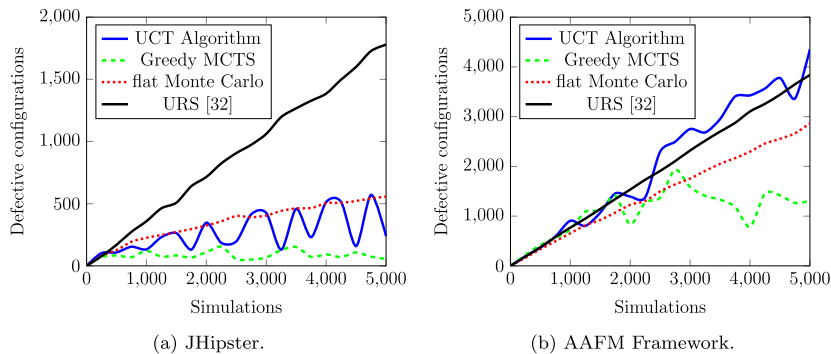 2,000
1,500
1,000
500
0
Defective configurations
UCT Algorithm
Greedy MCTS
flat Monte Carlo
URS [32]
0 1,000 2,000 3,000 4,000 5,000
Simulations
(a) JHipster.
5,000
4,000
3,000
2,000
1,000
0
Defective configurations
UCT Algorithm
Greedy MCTS
flat Monte Carlo
URS [32]
0 1,000 2,000 3,000 4,000 5,000
Simulations
(b) AAFM Framework.